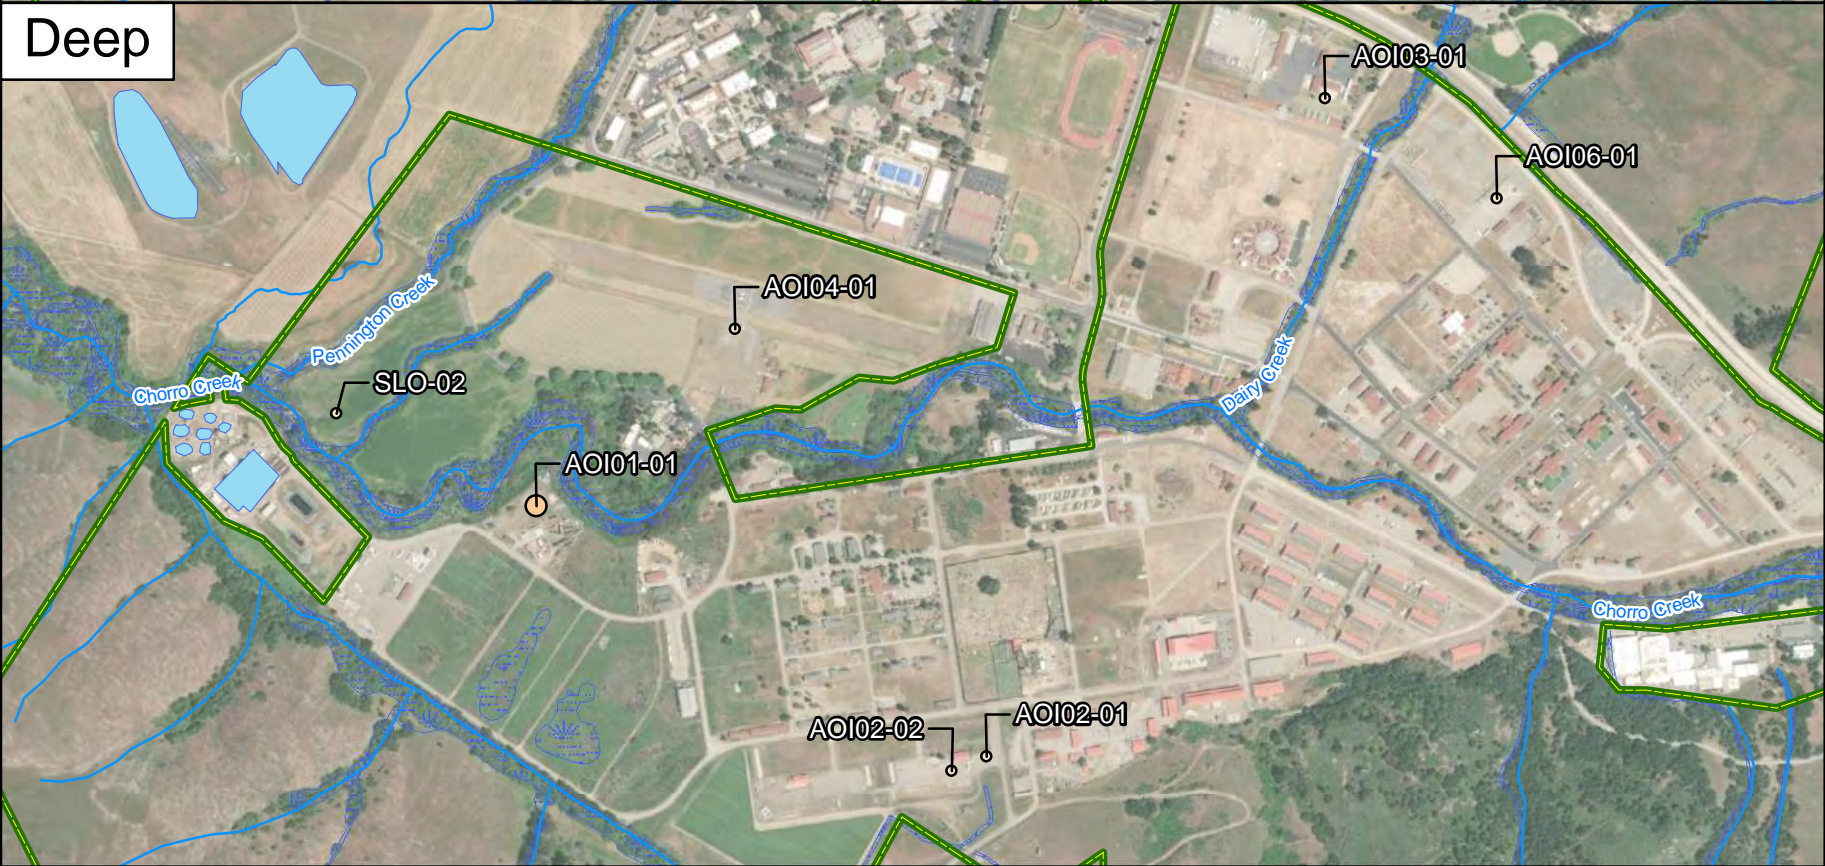 Deep
AOI03-01
AOI06-01
AOI04-01
Pennington Creek
Chorro Creek
SLO-02
Dairy Creek
AOI01-01
Chorro Creek
AOI02-01
AOI02-02